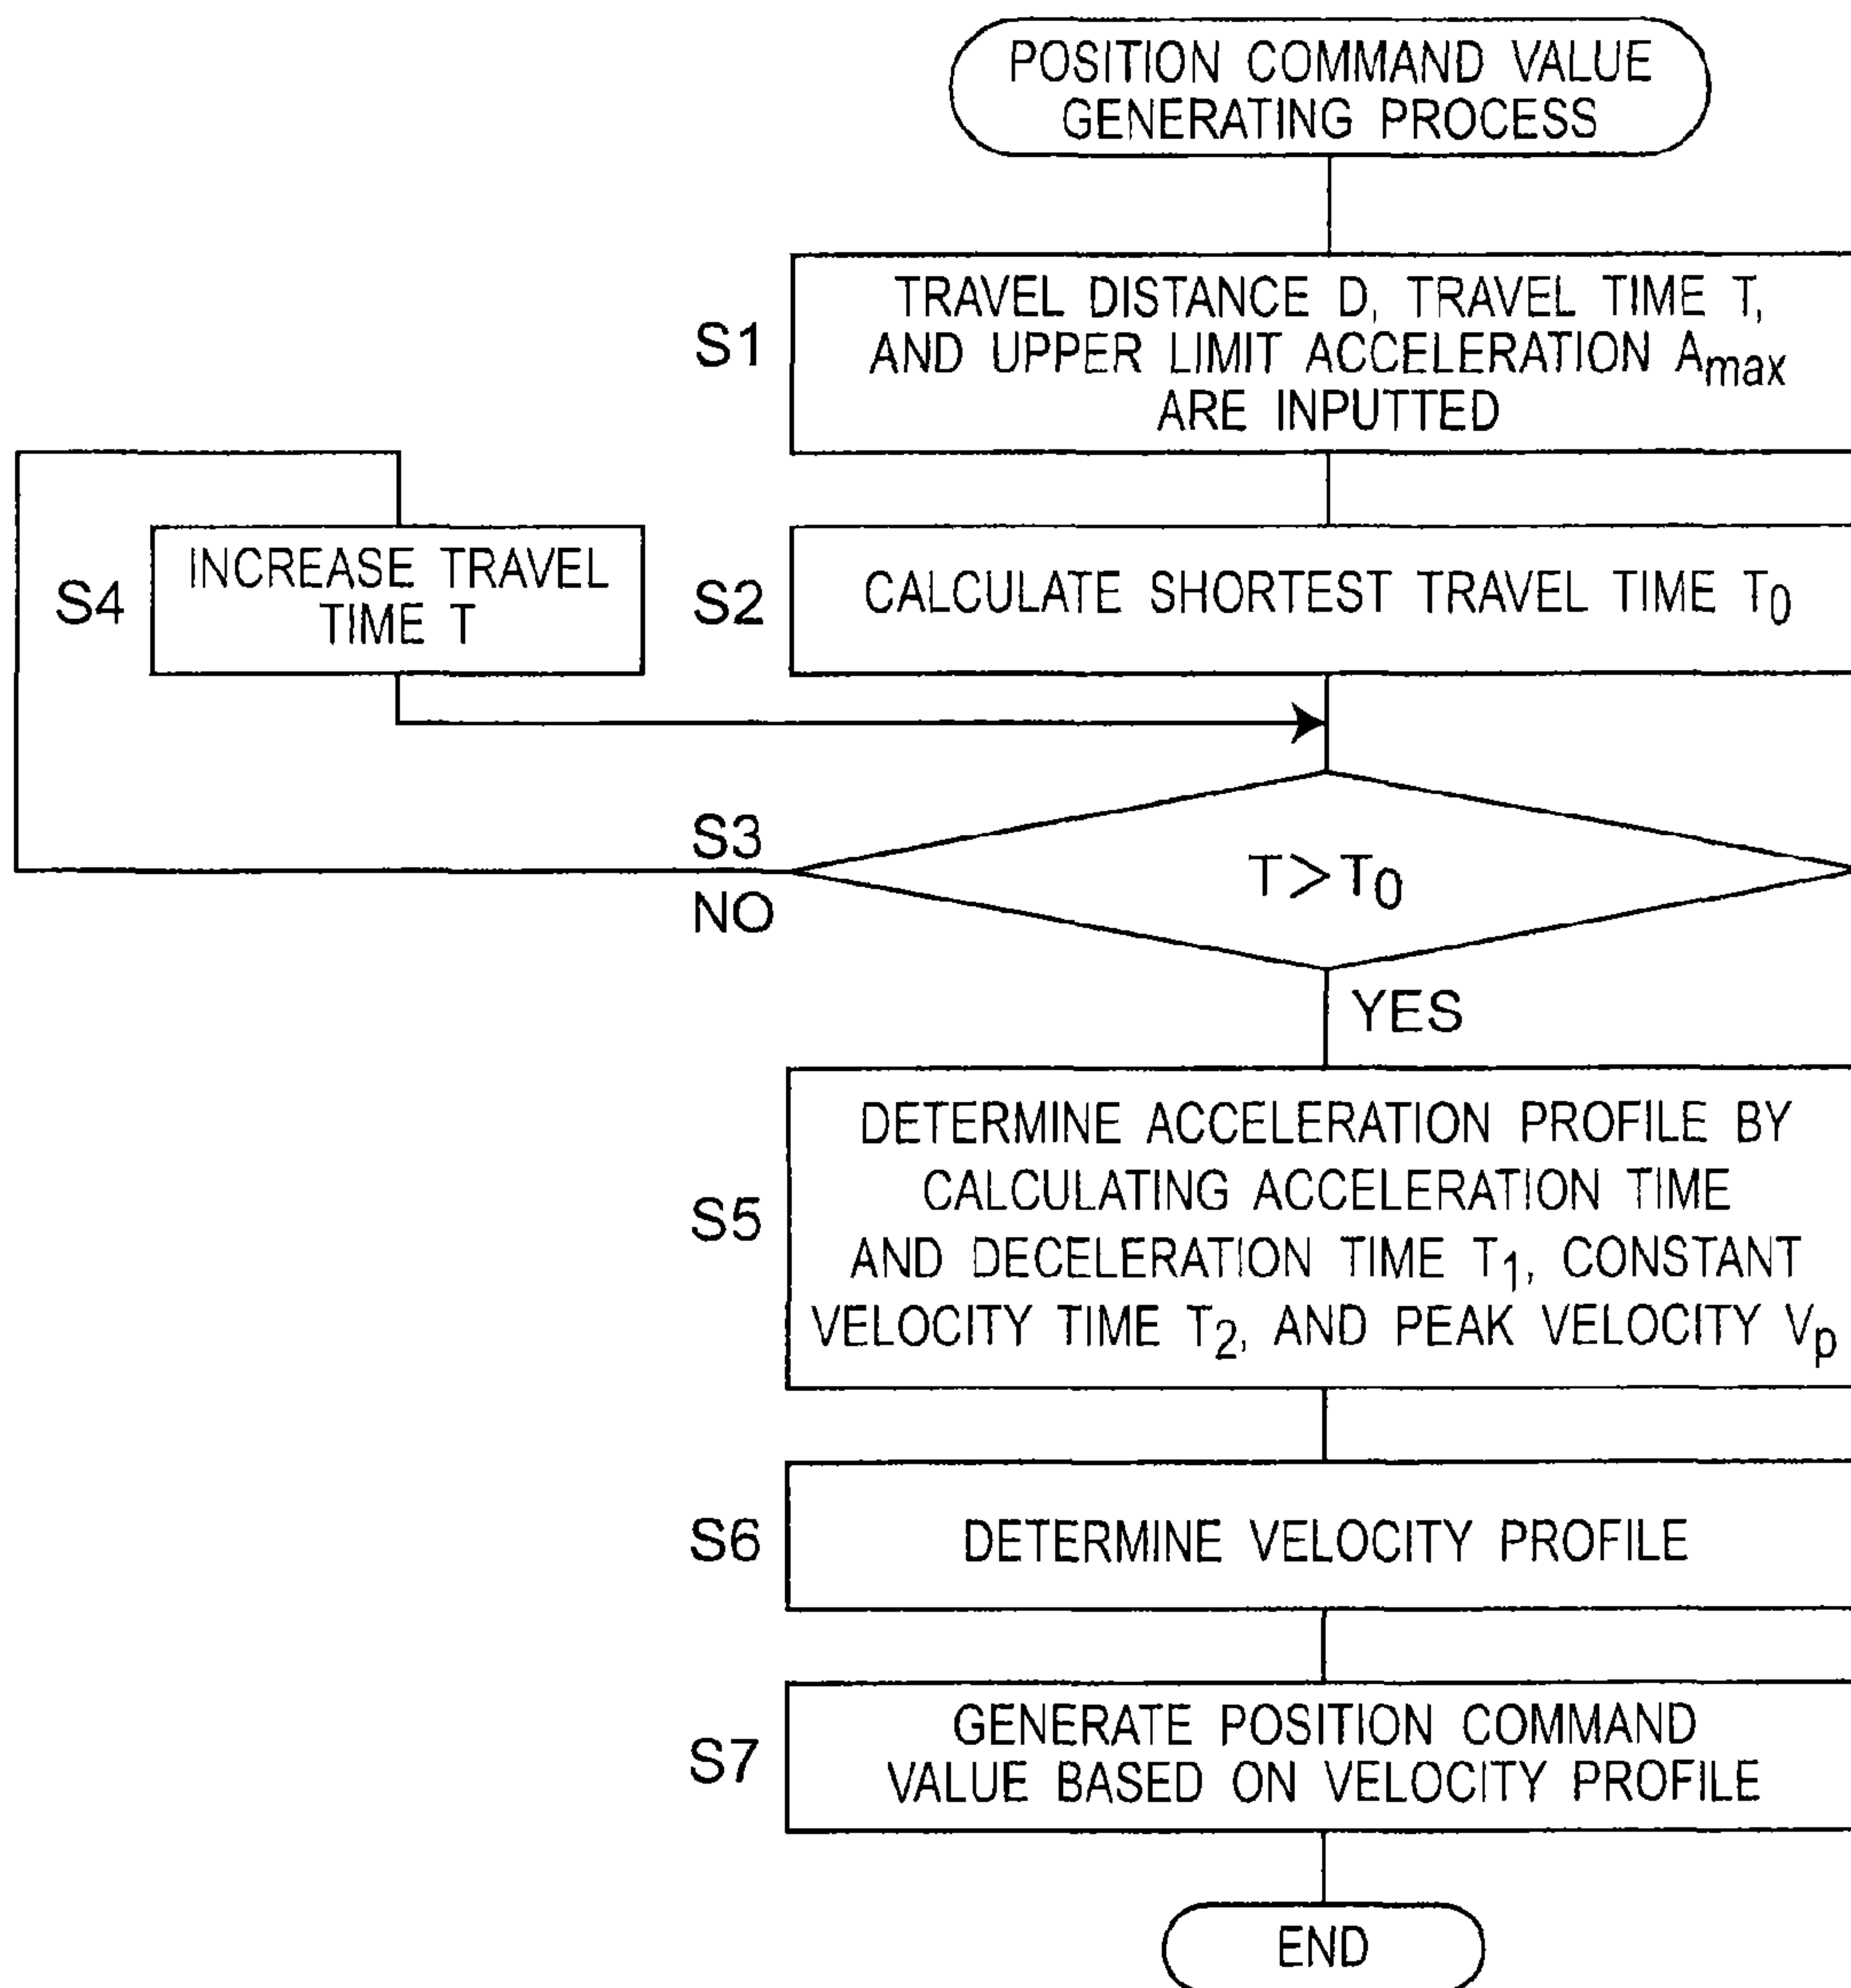 POSITION COMMAND VALUE
GENERATING PROCESS
S1
TRAVEL DISTANCE D, TRAVEL TIME T,
AND UPPER LIMIT ACCELERATION Amax
ARE INPUTTED
S4
INCREASE TRAVEL
TIME T
S2
CALCULATE SHORTEST TRAVEL TIME T0
S3
T>T0
NO
YES
S5
DETERMINE ACCELERATION PROFILE BY
CALCULATING ACCELERATION TIME
AND DECELERATION TIME T1, CONSTANT
VELOCITY TIME T2, AND PEAK VELOCITY Vp
S6
DETERMINE VELOCITY PROFILE
S7
GENERATE POSITION COMMAND
VALUE BASED ON VELOCITY PROFILE
END